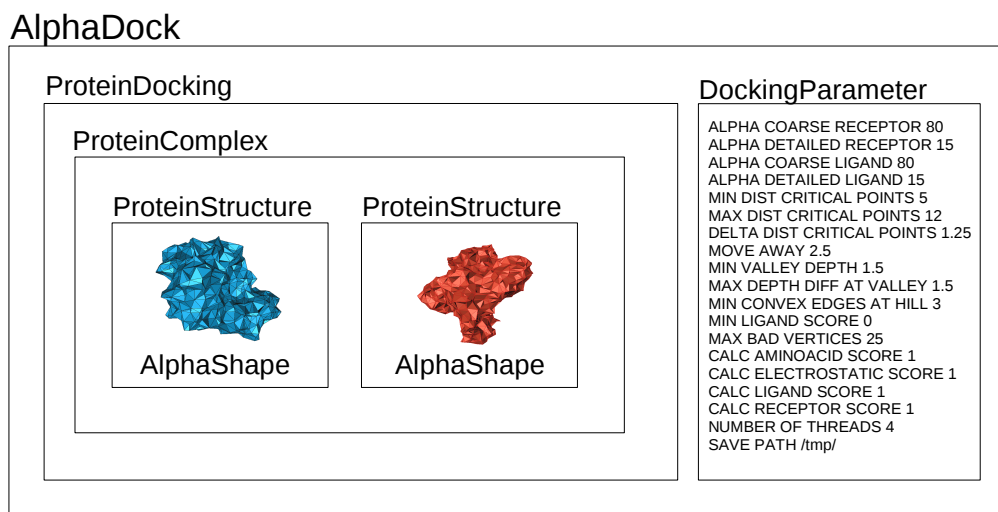 AlphaDock
ProteinDocking
ProteinComplex
ProteinStructure
AlphaShape
ProteinStructure
AlphaShape
DockingParameter
ALPHA COARSE RECEPTOR 80
ALPHA DETAILED RECEPTOR 15
ALPHA COARSE LIGAND 80
ALPHA DETAILED LIGAND 15
MIN DIST CRITICAL POINTS 5
MAX DIST CRITICAL POINTS 12
DELTA DIST CRITICAL POINTS 1.25
MOVE AWAY 2.5
MIN VALLEY DEPTH 1.5
MAX DEPTH DIFF AT VALLEY 1.5
MIN CONVEX EDGES AT HILL 3
MIN LIGAND SCORE 0
MAX BAD VERTICES 25
CALC AMINOACID SCORE 1
CALC ELECTROSTATIC SCORE 1
CALC LIGAND SCORE 1
CALC RECEPTOR SCORE 1
NUMBER OF THREADS 4
SAVE PATH /tmp/